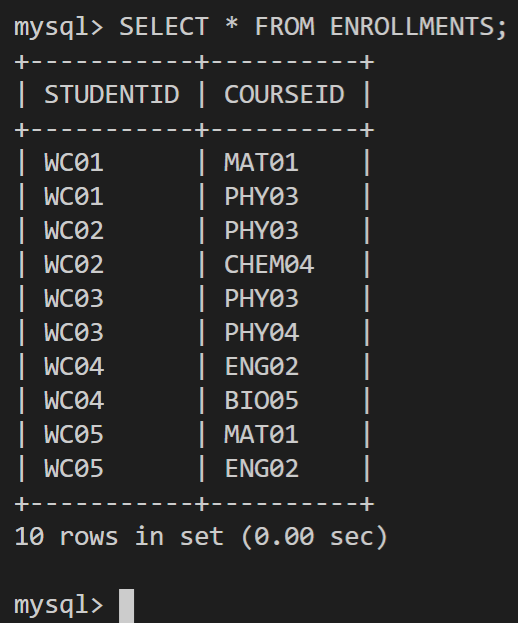 mysql> SELECT * FROM ENROLLMENTS;
+-----------+----------+
| STUDENTID | COURSEID |
+-----------+----------+
| WC01      | MAT01    |
| WC01      | PHY03    |
| WC02      | PHY03    |
| WC02      | CHEM04   |
| WC03      | PHY03    |
| WC03      | PHY04    |
| WC04      | ENG02    |
| WC04      | BIO05    |
| WC05      | MAT01    |
| WC05      | ENG02    |
+-----------+----------+
10 rows in set (0.00 sec)
mysql>